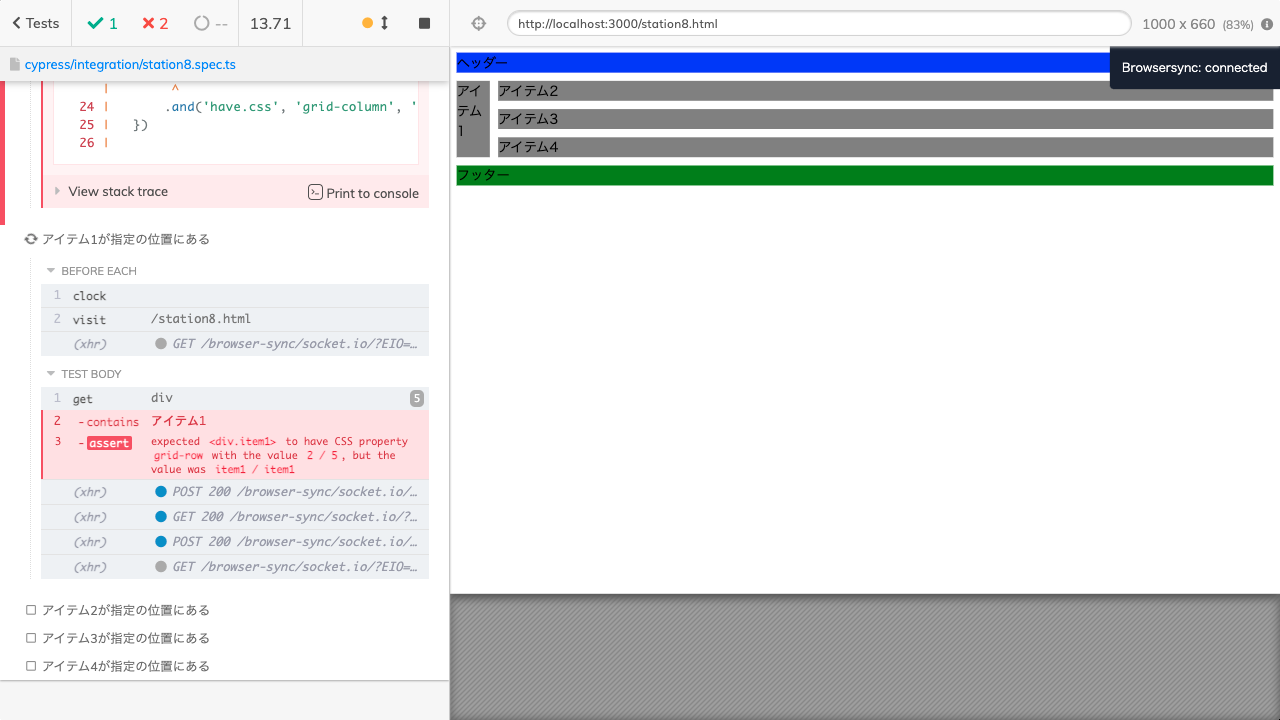 Tests
1
2
--
13.71
http://localhost:3000/station8.html
1000 x 660 (83%)
cypress/integration/station8.spec.ts
Browsersync: connected
| ^
24 | .and('have.css', 'grid-column', '
25 | })
26 |
View stack trace
Print to console
アイテム1が指定の位置にある
BEFORE EACH
1 clock
2 visit /station8.html
(xhr) GET /browser-sync/socket.io/?EIO=…
TEST BODY
1 get div 5
2 -contains アイテム1
3 -assert expected <div.item1> to have CSS property
grid-row with the value 2 / 5, but the
value was item1 / item1
(xhr) POST 200 /browser-sync/socket.io/…
(xhr) GET 200 /browser-sync/socket.io/?…
(xhr) POST 200 /browser-sync/socket.io/…
(xhr) GET /browser-sync/socket.io/?EIO=…
アイテム2が指定の位置にある
アイテム3が指定の位置にある
アイテム4が指定の位置にある
ヘッダー
アイ
テム
1
アイテム2
アイテム3
アイテム4
フッター